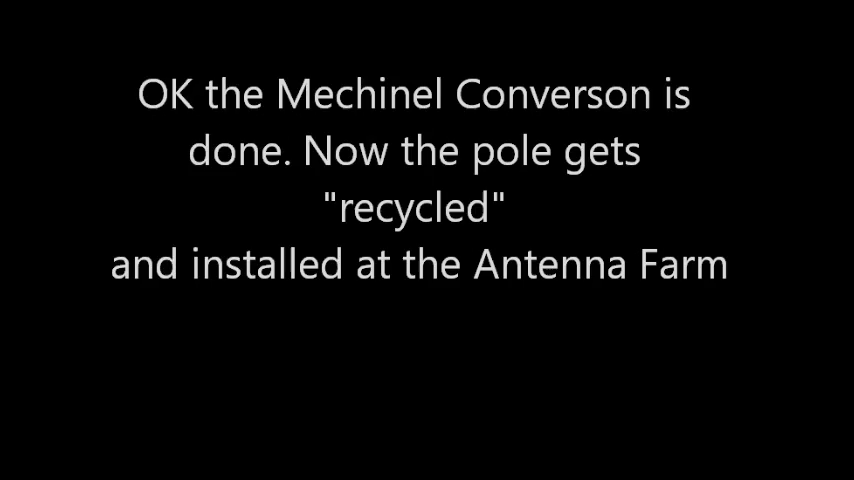 OK the Mechinel Converson is
done. Now the pole gets
"recycled"
and installed at the Antenna Farm